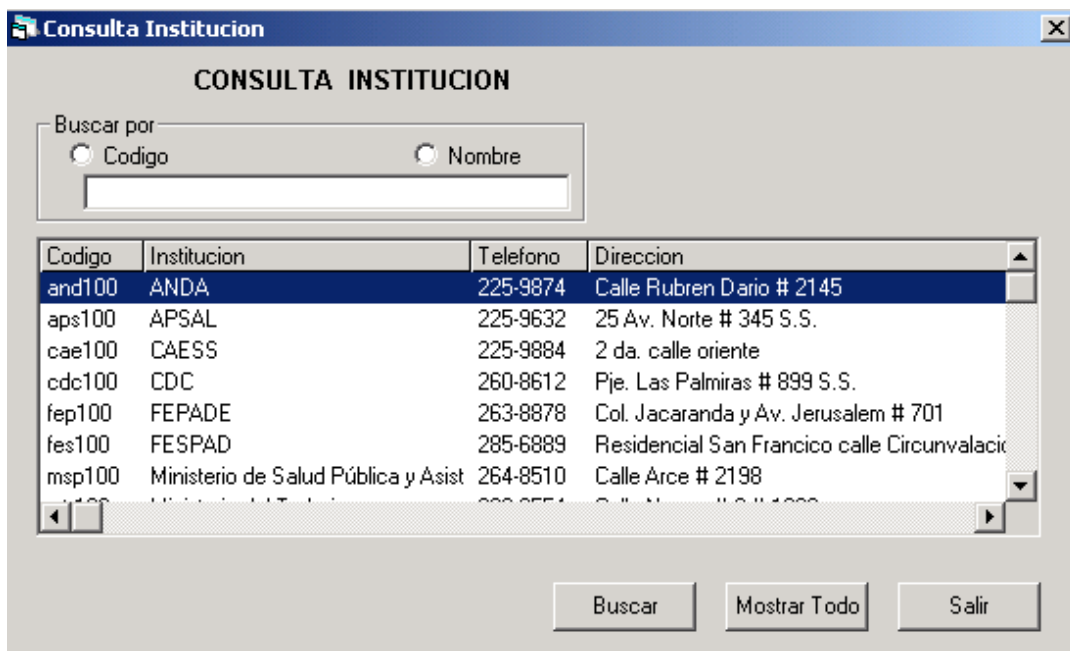 Consulta Institucion
CONSULTA INSTITUCION
Buscar por
Codigo Nombre
Codigo Institucion Telefono Direccion
and100 ANDA 225-9874 Calle Rubren Dario # 2145
aps100 APSAL 225-9632 25 Av. Norte # 345 S.S.
cae100 CAESS 225-9884 2 da. calle oriente
cdc100 CDC 260-8612 Pje. Las Palmiras # 899 S.S.
fep100 FEPADE 263-8878 Col. Jacaranda y Av. Jerusalem # 701
fes100 FESPAD 285-6889 Residencial San Francico calle Circunvalacio
msp100 Ministerio de Salud Pública y Asist 264-8510 Calle Arce # 2198
Buscar Mostrar Todo Salir